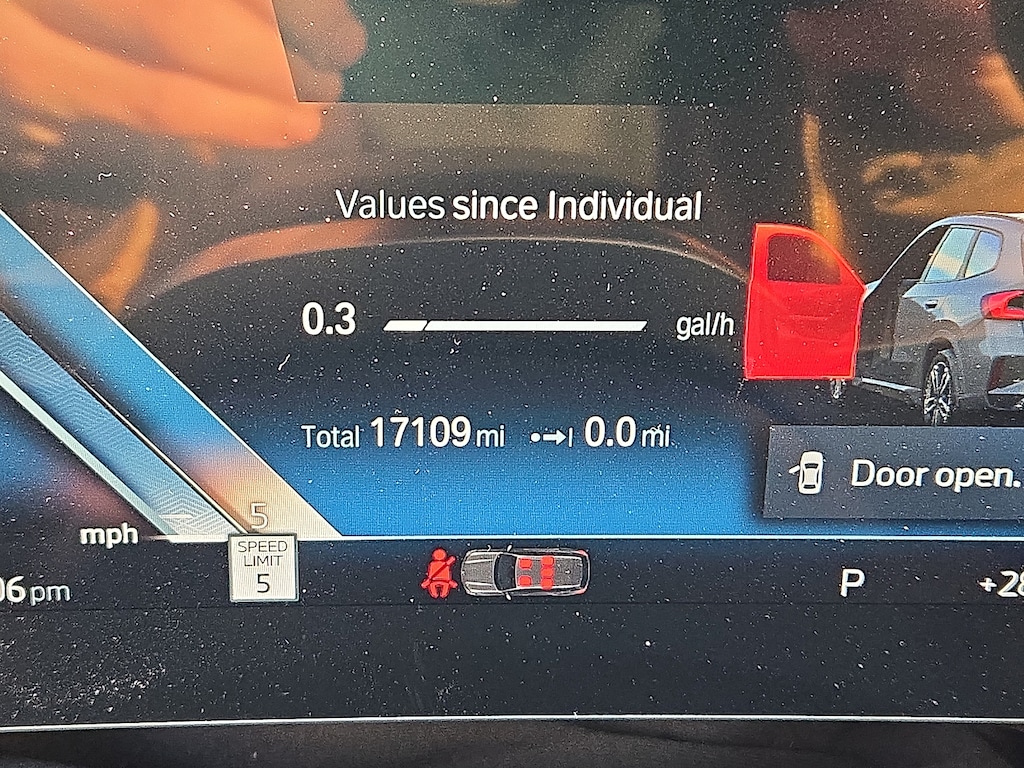 Values since Individual
0.3 gal/h
Total 17109 mi 0.0 mi
Door open.
5
mph
SPEED
LIMIT
5
06 pm
P
+28